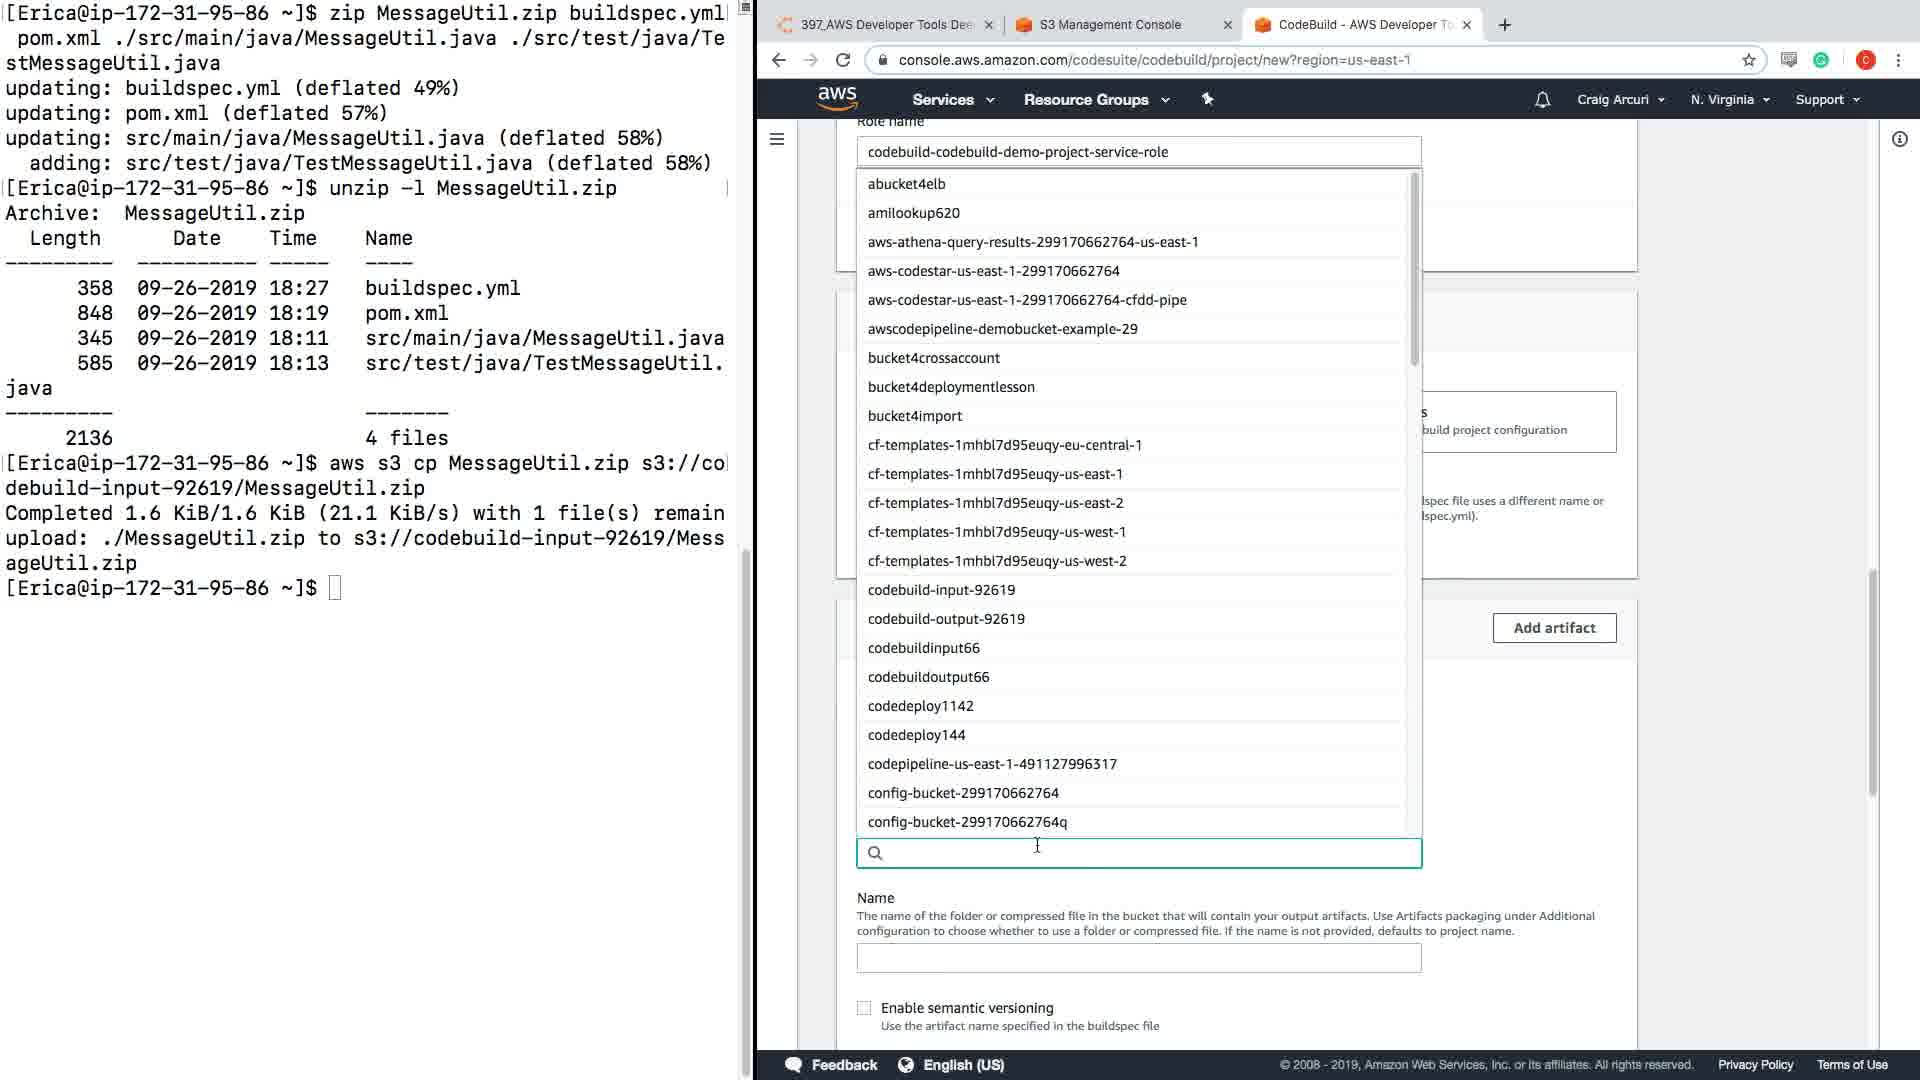 [Erica@ip-172-31-95-86 ~]$ zip MessageUtil.zip buildspec.yml
pom.xml ./src/main/java/MessageUtil.java ./src/test/java/Te
stMessageUtil.java
updating: buildspec.yml (deflated 49%)
updating: pom.xml (deflated 57%)
updating: src/main/java/MessageUtil.java (deflated 58%)
adding: src/test/java/TestMessageUtil.java (deflated 58%)
[Erica@ip-172-31-95-86 ~]$ unzip -l MessageUtil.zip
Archive:  MessageUtil.zip
Length Date Time Name
--------- ---------- ----- ----
358 09-26-2019 18:27 buildspec.yml
848 09-26-2019 18:19 pom.xml
345 09-26-2019 18:11 src/main/java/MessageUtil.java
585 09-26-2019 18:13 src/test/java/TestMessageUtil.
java
--------- -------
2136 4 files
[Erica@ip-172-31-95-86 ~]$ aws s3 cp MessageUtil.zip s3://co
debuild-input-92619/MessageUtil.zip
Completed 1.6 KiB/1.6 KiB (21.1 KiB/s) with 1 file(s) remain
upload: ./MessageUtil.zip to s3://codebuild-input-92619/Mess
ageUtil.zip
[Erica@ip-172-31-95-86 ~]$
397_AWS Developer Tools Dee
S3 Management Console
CodeBuild - AWS Developer To
console.aws.amazon.com/codesuite/codebuild/project/new?region=us-east-1
C
aws
Services
Resource Groups
Craig Arcuri
N. Virginia
Support
Role name
codebuild-codebuild-demo-project-service-role
abucket4elb
amilookup620
aws-athena-query-results-299170662764-us-east-1
aws-codestar-us-east-1-299170662764
aws-codestar-us-east-1-299170662764-cfdd-pipe
awscodepipeline-demobucket-example-29
bucket4crossaccount
bucket4deploymentlesson
bucket4import
cf-templates-1mhbl7d95euqy-eu-central-1
cf-templates-1mhbl7d95euqy-us-east-1
cf-templates-1mhbl7d95euqy-us-east-2
cf-templates-1mhbl7d95euqy-us-west-1
cf-templates-1mhbl7d95euqy-us-west-2
codebuild-input-92619
codebuild-output-92619
codebuildinput66
codebuildoutput66
codedeploy1142
codedeploy144
codepipeline-us-east-1-491127996317
config-bucket-299170662764
config-bucket-299170662764q
s
build project configuration
dspec file uses a different name or
dspec.yml).
Add artifact
Name
The name of the folder or compressed file in the bucket that will contain your output artifacts. Use Artifacts packaging under Additional
configuration to choose whether to use a folder or compressed file. If the name is not provided, defaults to project name.
Enable semantic versioning
Use the artifact name specified in the buildspec file
Feedback
English (US)
© 2008 - 2019, Amazon Web Services, Inc. or its affiliates. All rights reserved.
Privacy Policy
Terms of Use